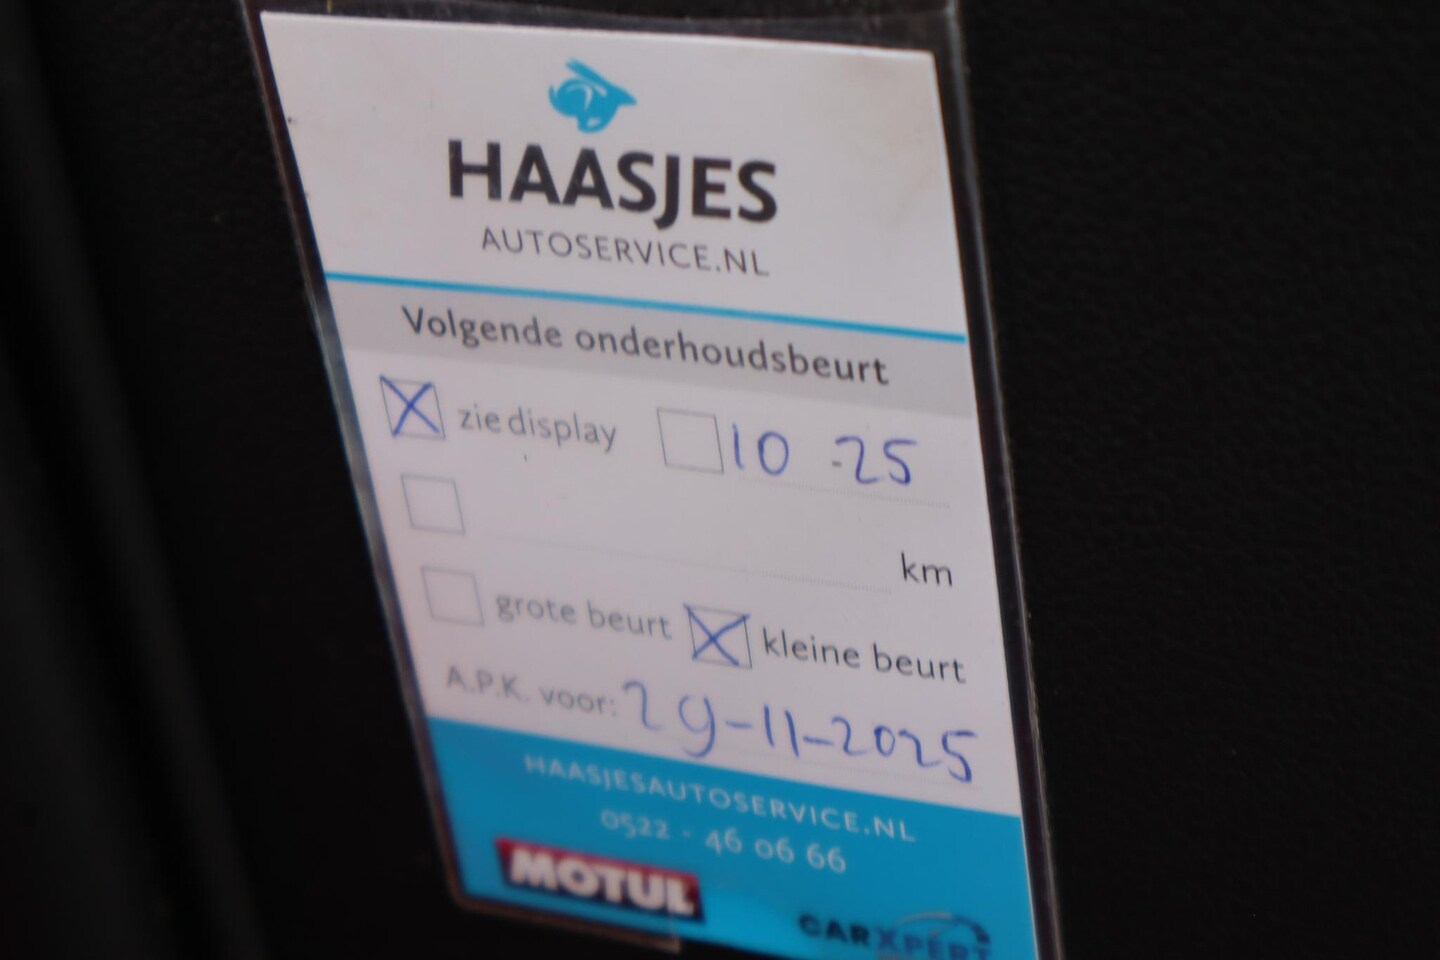 HAASJES
AUTOSERVICE.NL
Volgende onderhoudsbeurt
zie display 10 -25
km
grote beurt kleine beurt
A.P.K. voor: 29-11-2025
HAASJESAUTOSERVICE.NL
0522 - 46 06 66
MOTUL
CARXPERT